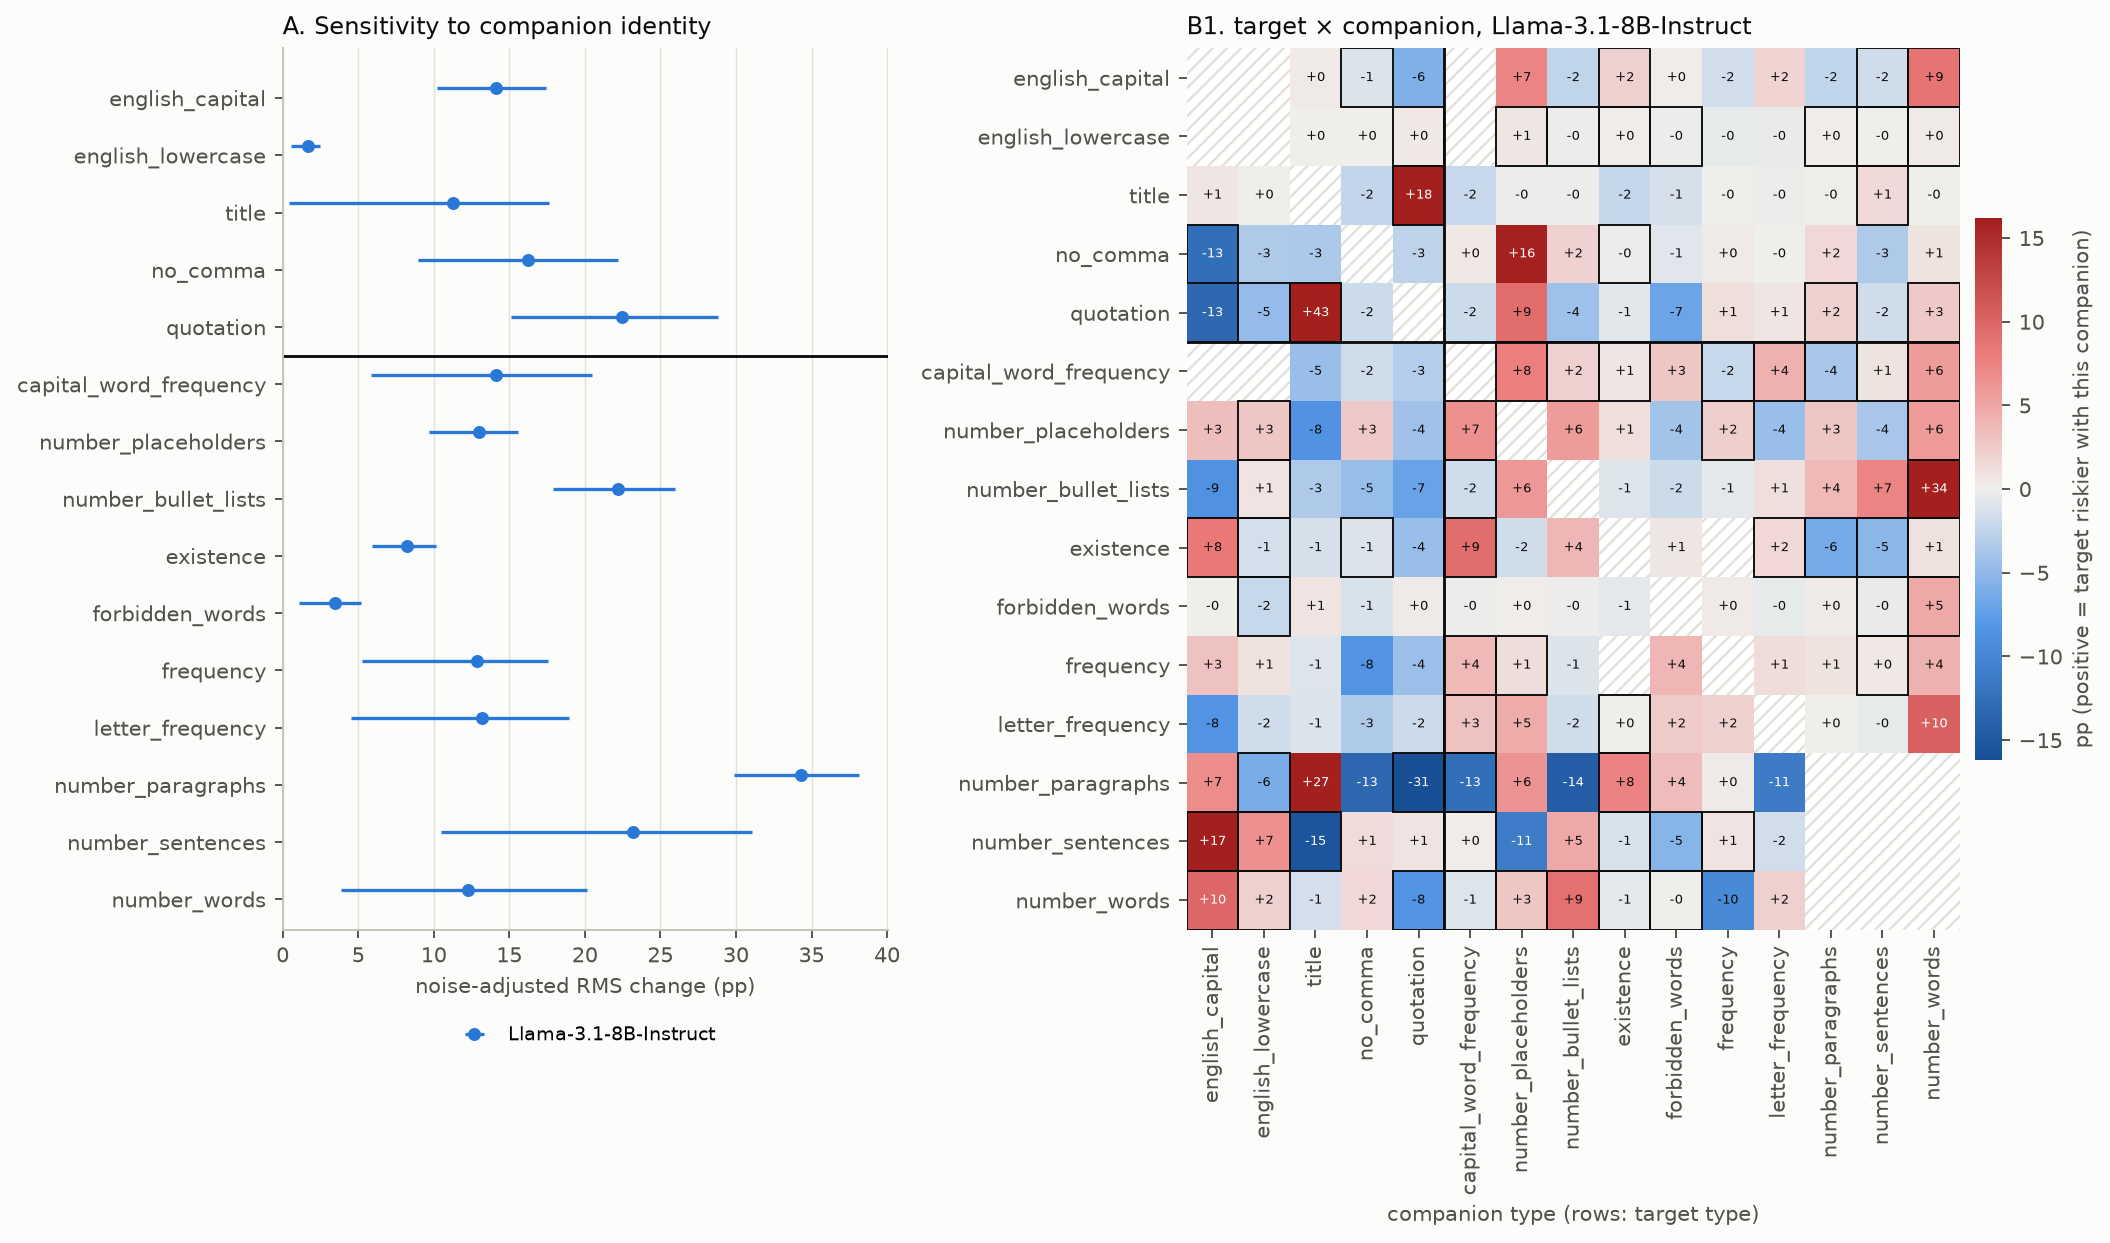 A. Sensitivity to companion identity
english_capital
english_lowercase
title
no_comma
quotation
capital_word_frequency
number_placeholders
number_bullet_lists
existence
forbidden_words
frequency
letter_frequency
number_paragraphs
number_sentences
number_words
0 5 10 15 20 25 30 35 40
noise-adjusted RMS change (pp)
Llama-3.1-8B-Instruct
B1. target × companion, Llama-3.1-8B-Instruct
english_capital +0 -1 -6 +7 -2 +2 +0 -2 +2 -2 -2 +9
english_lowercase +0 +0 +0 +1 -0 +0 -0 -0 -0 +0 -0 +0
title +1 +0 -2 +18 -2 -0 -0 -2 -1 -0 -0 -0 +1 -0
no_comma -13 -3 -3 -3 +0 +16 +2 -0 -1 +0 -0 +2 -3 +1
quotation -13 -5 +43 -2 -2 +9 -4 -1 -7 +1 +1 +2 -2 +3
capital_word_frequency -5 -2 -3 +8 +2 +1 +3 -2 +4 -4 +1 +6
number_placeholders +3 +3 -8 +3 -4 +7 +6 +1 -4 +2 -4 +3 -4 +6
number_bullet_lists -9 +1 -3 -5 -7 -2 +6 -1 -2 -1 +1 +4 +7 +34
existence +8 -1 -1 -1 -4 +9 -2 +4 +1 +2 -6 -5 +1
forbidden_words -0 -2 +1 -1 +0 -0 +0 -0 -1 +0 -0 +0 -0 +5
frequency +3 +1 -1 -8 -4 +4 +1 -1 +4 +1 +1 +0 +4
letter_frequency -8 -2 -1 -3 -2 +3 +5 -2 +0 +2 +2 +0 -0 +10
number_paragraphs +7 -6 +27 -13 -31 -13 +6 -14 +8 +4 +0 -11
number_sentences +17 +7 -15 +1 +1 +0 -11 +5 -1 -5 +1 -2
number_words +10 +2 -1 +2 -8 -1 +3 +9 -1 -0 -10 +2
english_capital
english_lowercase
title
no_comma
quotation
capital_word_frequency
number_placeholders
number_bullet_lists
existence
forbidden_words
frequency
letter_frequency
number_paragraphs
number_sentences
number_words
companion type (rows: target type)
15
10
5
0
−5
−10
−15
pp (positive = target riskier with this companion)